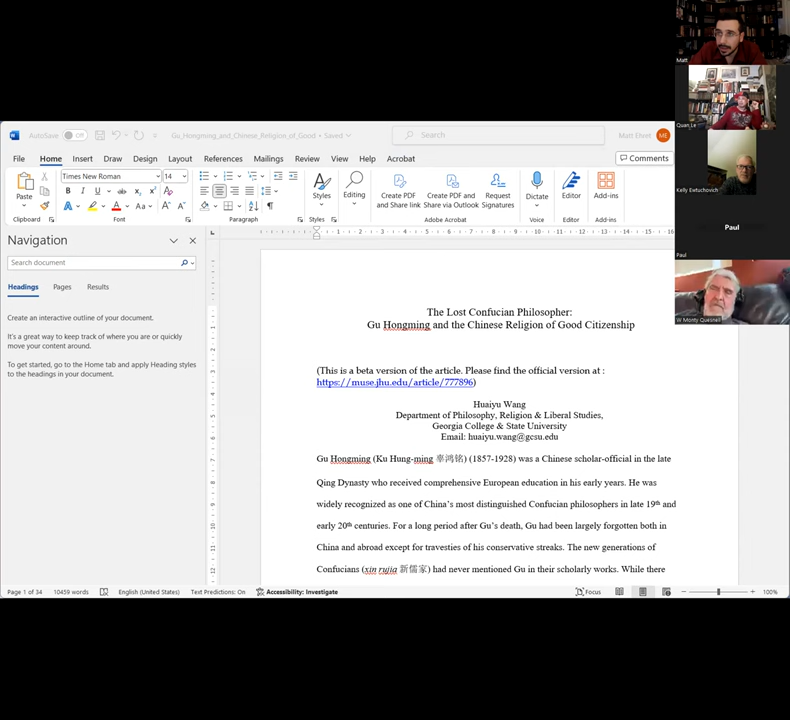 AutoSave Off Gu_Hongming_and_Chinese_Religion_of_Good • Saved Search Matt Ehret ME
File Home Insert Draw Design Layout References Mailings Review View Help Acrobat Comments
Times New Roman 14
Paste
Styles
Editing
Create PDF and Share link
Create PDF and Share via Outlook
Request Signatures
Dictate
Editor
Add-ins
Clipboard Font Paragraph Styles Adobe Acrobat Voice Editor Add-ins
Navigation
Search document
Headings Pages Results
Create an interactive outline of your document.
It's a great way to keep track of where you are or quickly
move your content around.
To get started, go to the Home tab and apply Heading styles
to the headings in your document.
The Lost Confucian Philosopher:
Gu Hongming and the Chinese Religion of Good Citizenship
(This is a beta version of the article. Please find the official version at :
https://muse.jhu.edu/article/777896)
Huaiyu Wang
Department of Philosophy, Religion & Liberal Studies,
Georgia College & State University
Email: huaiyu.wang@gcsu.edu
Gu Hongming (Ku Hung-ming 辜鸿铭) (1857-1928) was a Chinese scholar-official in the late
Qing Dynasty who received comprehensive European education in his early years. He was
widely recognized as one of China's most distinguished Confucian philosophers in late 19th and
early 20th centuries. For a long period after Gu's death, Gu had been largely forgotten both in
China and abroad except for travesties of his conservative streaks. The new generations of
Confucians (xin rujia 新儒家) had never mentioned Gu in their scholarly works. While there
Page 1 of 34 10459 words English (United States) Text Predictions: On Accessibility: Investigate Focus 100%
Matt
Quan Le
Kelly Ewtuchovich
Paul
Paul
W Monty Quesnell